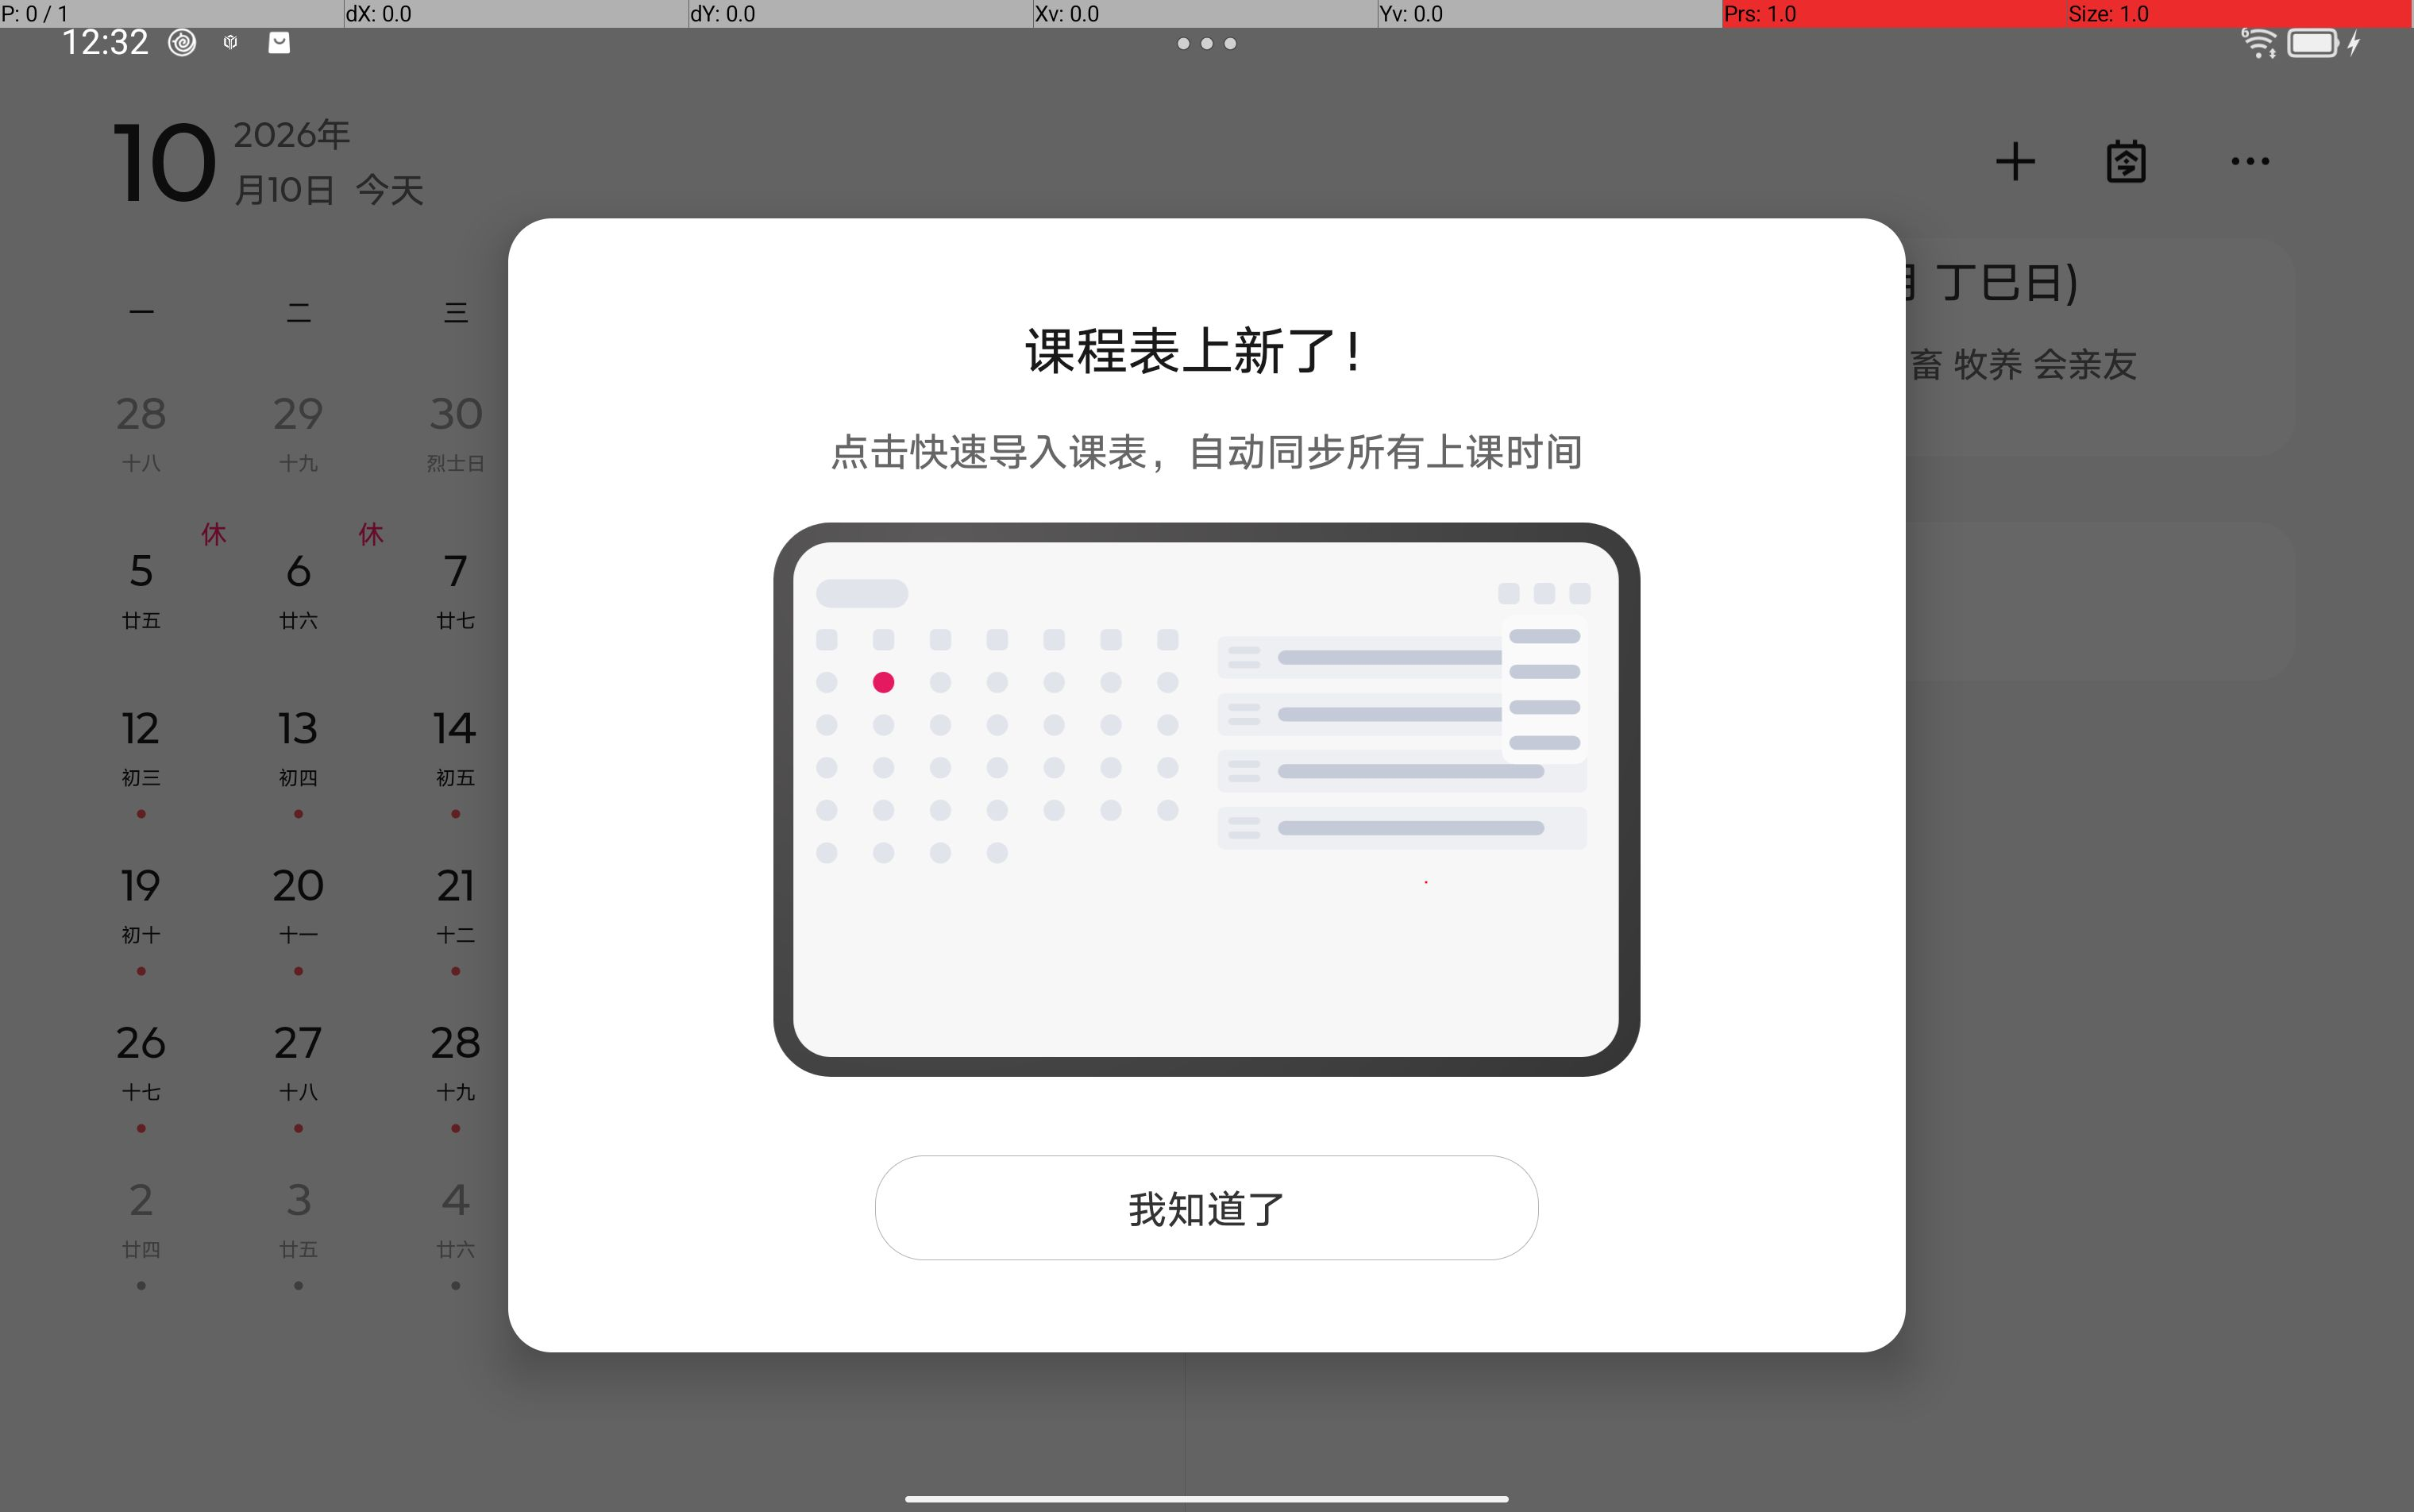 P: 0 / 1
dX: 0.0
dY: 0.0
Xv: 0.0
Yv: 0.0
Prs: 1.0
Size: 1.0
12:32
6
10
2026年
月10日 今天
一
二
三
28
29
30
十八
十九
烈士日
休
休
5
6
7
廿五
廿六
廿七
12
13
14
初三
初四
初五
19
20
21
初十
十一
十二
26
27
28
十七
十八
十九
2
3
4
廿四
廿五
廿六
丁巳日)
畜 牧养 会亲友
课程表上新了！
点击快速导入课表，自动同步所有上课时间
我知道了